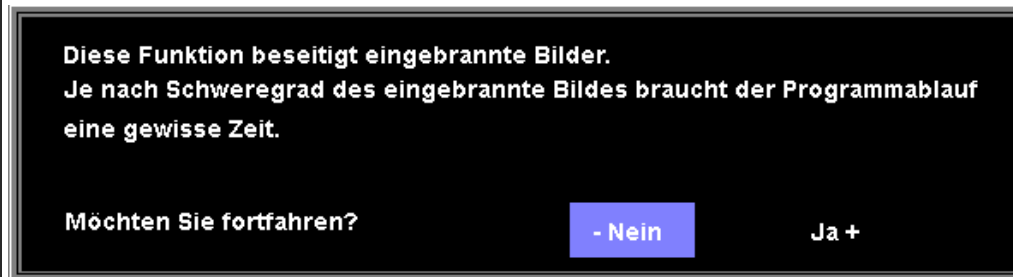 Diese Funktion beseitigt eingebrannte Bilder.
Je nach Schweregrad des eingebrannte Bildes braucht der Programmablauf
eine gewisse Zeit.
Möchten Sie fortfahren? - Nein Ja +